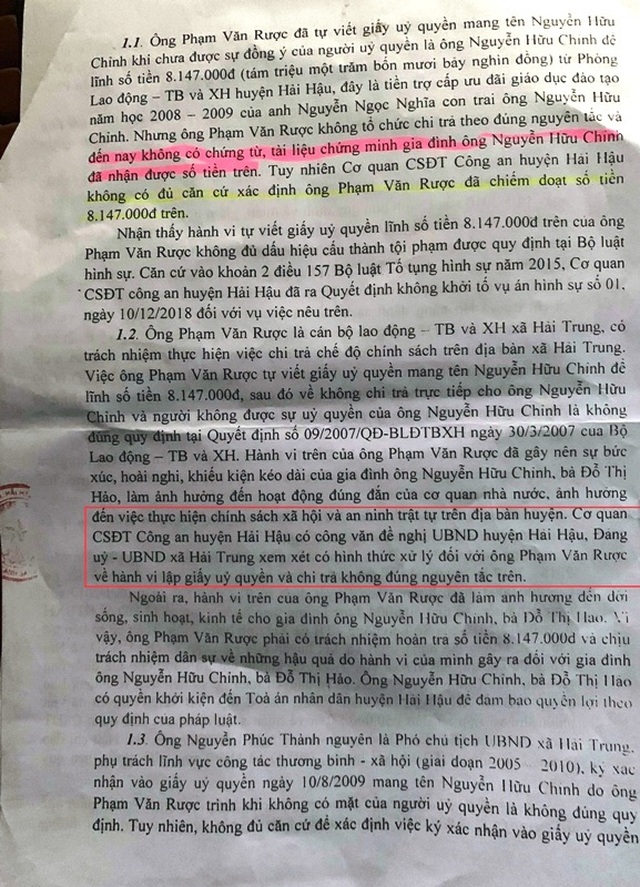 1.1. Ông Phạm Văn Rược đã tự viết giấy uỷ quyền mang tên Nguyễn Hữu
Chỉnh khi chưa được sự đồng ý của người uỷ quyền là ông Nguyễn Hữu Chỉnh để
lĩnh số tiền 8.147.000đ (tám triệu một trăm bốn mươi bảy nghìn đồng) từ Phòng
Lao động – TB và XH huyện Hải Hậu, đây là tiền trợ cấp ưu đãi giáo dục đào tạo
năm học 2008 - 2009 của anh Nguyễn Ngọc Nghĩa con trai ông Nguyễn Hữu
Chỉnh. Nhưng ông Phạm Văn Rược không tổ chức chi trả theo đúng nguyên tắc và
đến nay không có chứng từ, tài liệu chứng minh gia đình ông Nguyễn Hữu Chỉnh
đã nhận được số tiền trên. Tuy nhiên Cơ quan CSĐT Công an huyện Hải Hậu
không có đủ căn cứ xác định ông Phạm Văn Rược đã chiếm đoạt số tiền
8.147.000đ trên.
Nhận thấy hành vi tự viết giấy uỷ quyền lĩnh số tiền 8.147.000đ trên của ông
Phạm Văn Rược không đủ dấu hiệu cấu thành tội phạm được quy định tại Bộ luật
hình sự. Căn cứ vào khoản 2 điều 157 Bộ luật Tố tụng hình sự năm 2015, Cơ quan
CSĐT công an huyện Hải Hậu đã ra Quyết định không khởi tố vụ án hình sự số 01,
ngày 10/12/2018 đối với vụ việc nêu trên.
1.2. Ông Phạm Văn Rược là cán bộ lao động – TB và XH xã Hải Trung, có
trách nhiệm thực hiện việc chi trả chế độ chính sách trên địa bàn xã Hải Trung.
Việc ông Phạm Văn Rược tự viết giấy uỷ quyền mang tên Nguyễn Hữu Chỉnh để
lĩnh số tiền 8.147.000đ, sau đó về không chi trả trực tiếp cho ông Nguyễn Hữu
Chỉnh và người không được sự uỷ quyền của ông Nguyễn Hữu Chỉnh là không
đúng quy định tại Quyết định số 09/2007/QĐ-BLĐTBXH ngày 30/3/2007 của Bộ
Lao động – TB và XH. Hành vi trên của ông Phạm Văn Rược đã gây nên sự bức
xúc, hoài nghi, khiếu kiện kéo dài của gia đình ông Nguyễn Hữu Chỉnh, bà Đỗ Thị
Hảo, làm ảnh hưởng đến hoạt động đúng đắn của cơ quan nhà nước, ảnh hưởng
đến việc thực hiện chính sách xã hội và an ninh trật tự trên địa bàn huyện. Cơ quan
CSĐT Công an huyện Hải Hậu có công văn đề nghị UBND huyện Hải Hậu, Đảng
uỷ - UBND xã Hải Trung xem xét có hình thức xử lý đối với ông Phạm Văn Rược
về hành vi lập giấy uỷ quyền và chi trả không đúng nguyên tắc trên.
Ngoài ra, hành vi trên của ông Phạm Văn Rược đã làm ảnh hưởng đến đời
sống, sinh hoạt, kinh tế cho gia đình ông Nguyễn Hữu Chỉnh, bà Đỗ Thị Hảo. Vì
vậy, ông Phạm Văn Rược phải có trách nhiệm hoàn trả số tiền 8.147.000đ và chịu
trách nhiệm dân sự về những hậu quả do hành vi của mình gây ra đối với gia đình
ông Nguyễn Hữu Chỉnh, bà Đỗ Thị Hảo. Ông Nguyễn Hữu Chỉnh, bà Đỗ Thị Hảo
có quyền khởi kiện đến Toà án nhân dân huyện Hải Hậu để đảm bảo quyền lợi theo
quy định của pháp luật.
1.3. Ông Nguyễn Phúc Thành nguyên là Phó chủ tịch UBND xã Hải Trung,
phụ trách lĩnh vực công tác thương binh - xã hội (giai đoạn 2005 - 2010), ký xác
nhận vào giấy uỷ quyền ngày 10/8/2009 mang tên Nguyễn Hữu Chỉnh do ông
Phạm Văn Rược trình khi không có mặt của người uỷ quyền là không đúng quy
định. Tuy nhiên, không đủ căn cứ để xác định việc ký xác nhận vào giấy uỷ quyền